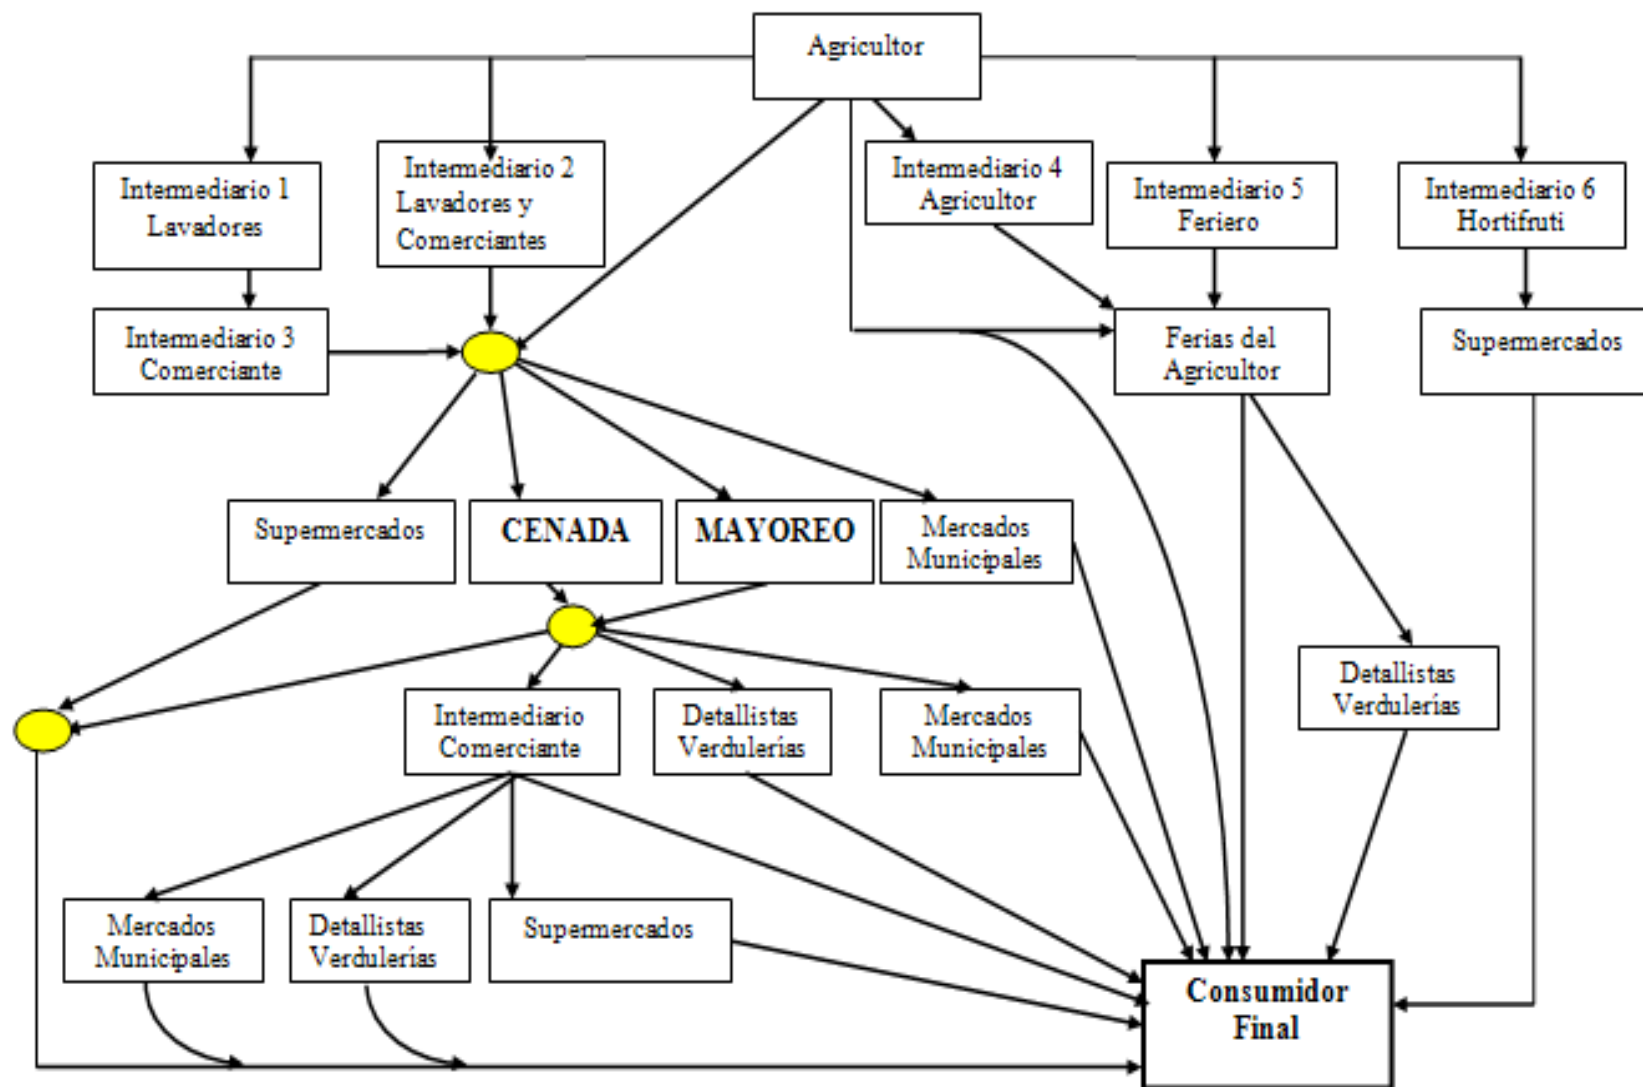 Agricultor
Intermediario 1
Lavadores
Intermediario 2
Lavadores y
Comerciantes
Intermediario 4
Agricultor
Intermediario 5
Feriero
Intermediario 6
Hortifruti
Intermediario 3
Comerciante
Ferias del
Agricultor
Supermercados
Supermercados
CENADA
MAYOREO
Mercados
Municipales
Intermediario
Comerciante
Detallistas
Verdulerías
Mercados
Municipales
Detallistas
Verdulerías
Mercados
Municipales
Detallistas
Verdulerías
Supermercados
Consumidor
Final